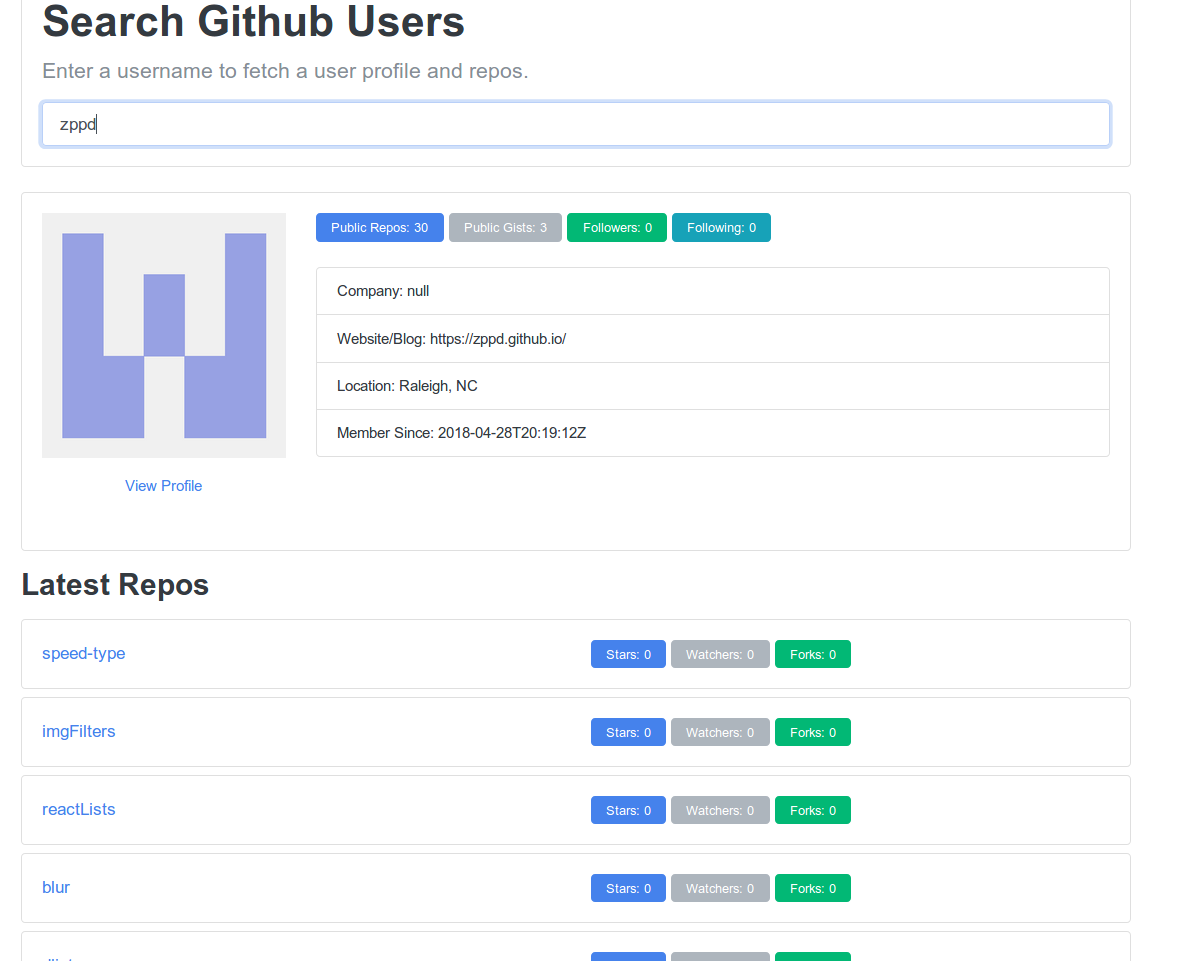 Search Github Users
Enter a username to fetch a user profile and repos.
zppd
Public Repos: 30 Public Gists: 3 Followers: 0 Following: 0
Company: null
Website/Blog: https://zppd.github.io/
Location: Raleigh, NC
Member Since: 2018-04-28T20:19:12Z
View Profile
Latest Repos
speed-type Stars: 0 Watchers: 0 Forks: 0
imgFilters Stars: 0 Watchers: 0 Forks: 0
reactLists Stars: 0 Watchers: 0 Forks: 0
blur Stars: 0 Watchers: 0 Forks: 0